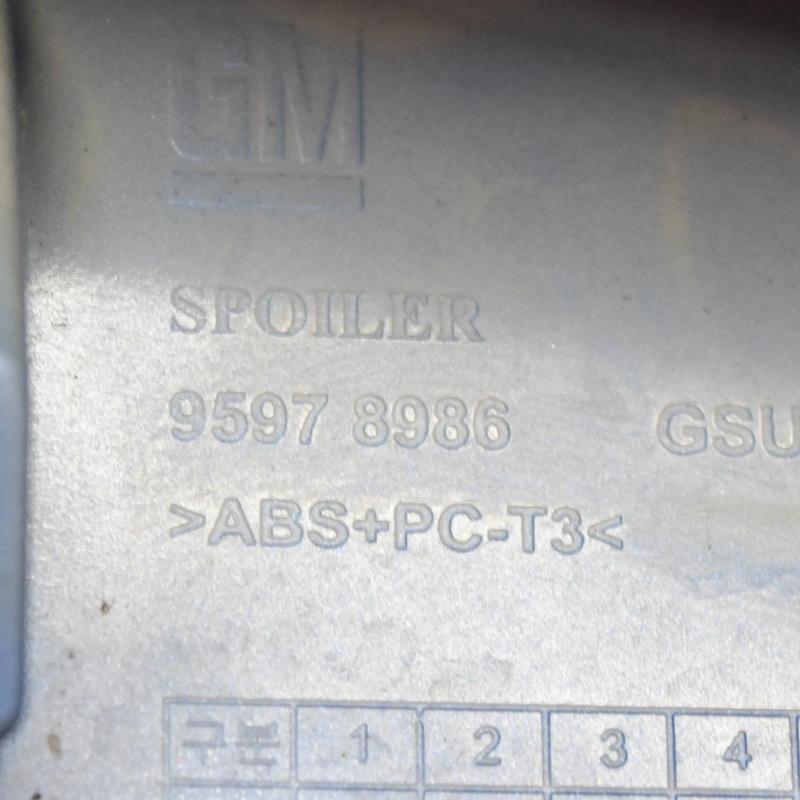 GM
SPOILER
9597 8986 GSU
>ABS+PC-T3<
구분 1 2 3 4